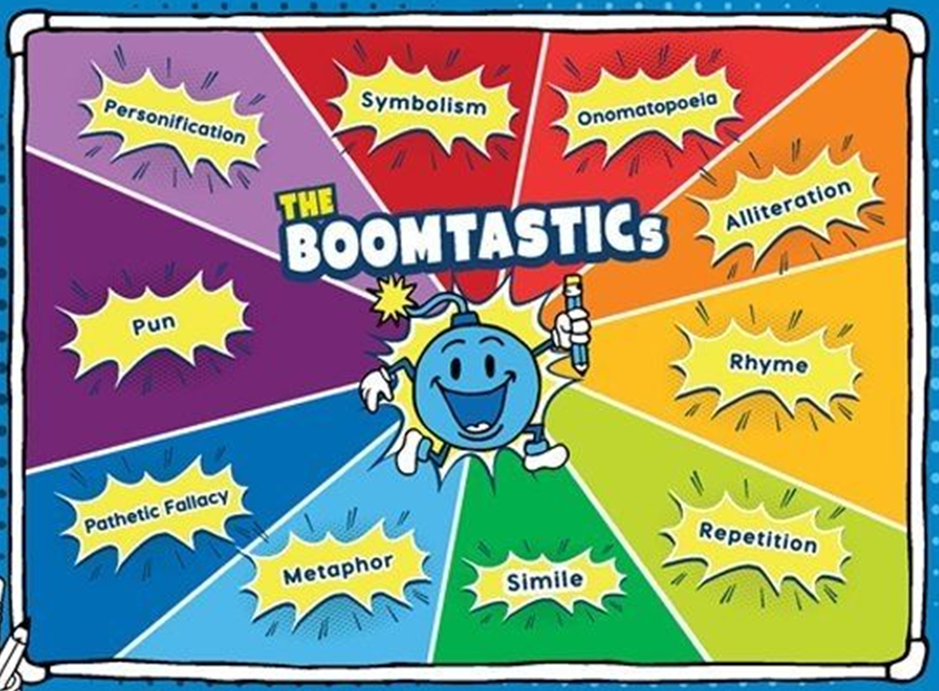 Personification
Symbolism
Onomatopoeia
Alliteration
THE
BOOMTASTICs
Pun
Rhyme
Pathetic Fallacy
Metaphor
Simile
Repetition